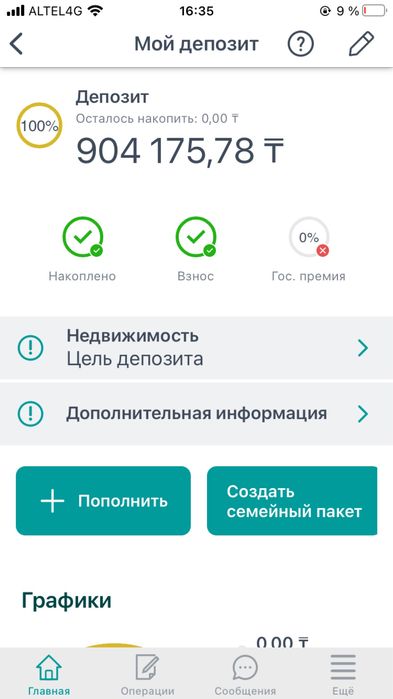 ALTEL4G 16:35 9 %
Мой депозит ?
Депозит
100%
Осталось накопить: 0,00 ₸
904 175,78 ₸
0%
Накоплено Взнос Гос. премия
Недвижимость
Цель депозита
Дополнительная информация
Пополнить
Создать
семейный пакет
Графики
0,00 ₸
Главная Операции Сообщения Ещё